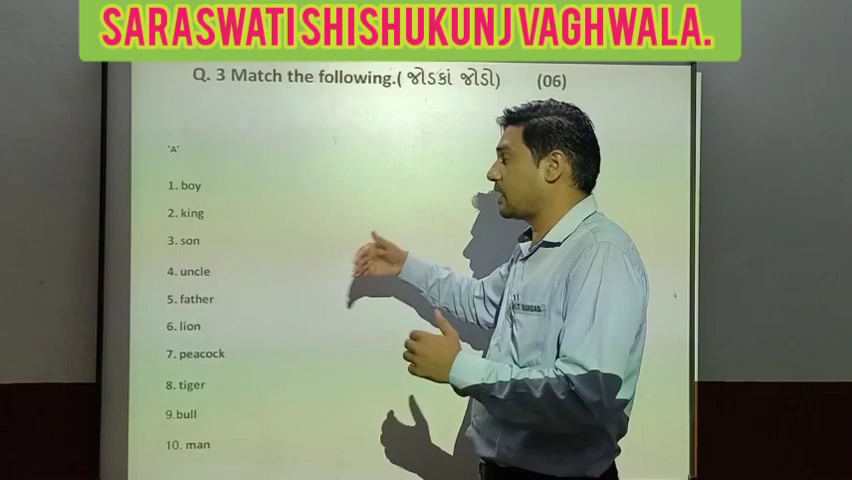 SARASWATI SHISHUKUNJ VAGHWALA.
Q. 3 Match the following.( જોડકાં જોડો) (06)
'A'
1. boy
2. king
3. son
4. uncle
5. father
6. lion
7. peacock
8. tiger
9.bull
10. man